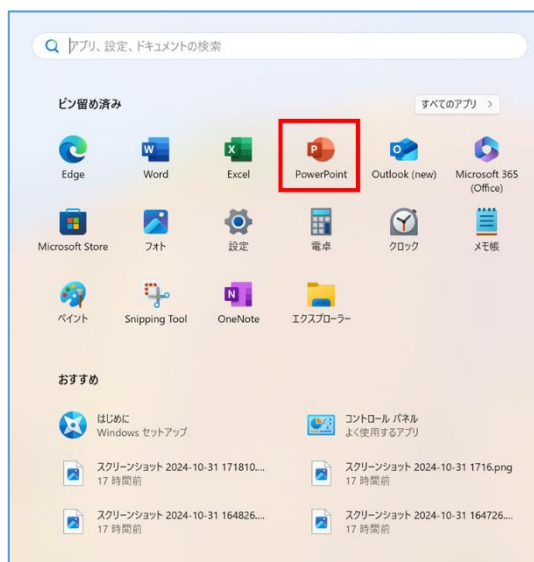 アプリ、設定、ドキュメントの検索
ピン留め済み
すべてのアプリ >
Edge
Word
Excel
PowerPoint
Outlook (new)
Microsoft 365
(Office)
Microsoft Store
フォト
設定
電卓
クロック
メモ帳
ペイント
Snipping Tool
OneNote
エクスプローラー
おすすめ
はじめに
Windows セットアップ
コントロール パネル
よく使用するアプリ
スクリーンショット 2024-10-31 171810....
17 時間前
スクリーンショット 2024-10-31 1716.png
17 時間前
スクリーンショット 2024-10-31 164826....
17 時間前
スクリーンショット 2024-10-31 164726....
17 時間前